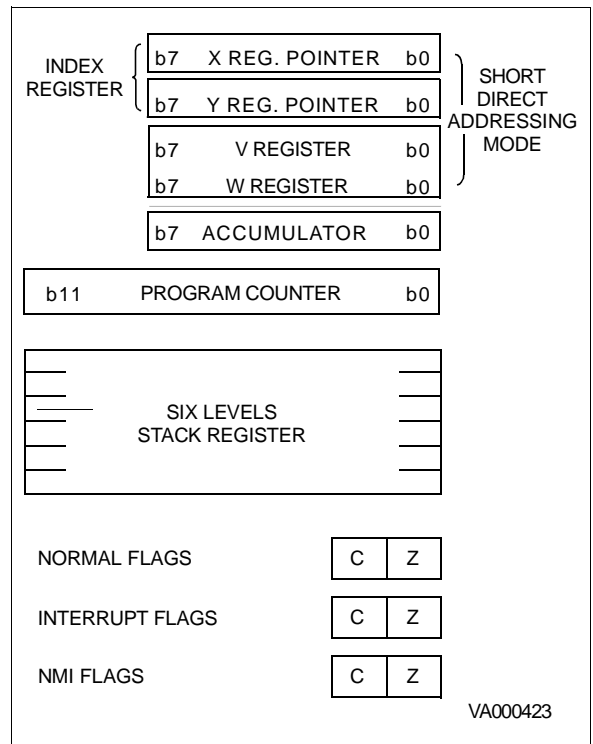 INDEX
REGISTER
b7 X REG. POINTER b0
b7 Y REG. POINTER b0
SHORT
DIRECT
ADDRESSING
MODE
b7 V REGISTER b0
b7 W REGISTER b0
b7 ACCUMULATOR b0
b11 PROGRAM COUNTER b0
SIX LEVELS
STACK REGISTER
NORMAL FLAGS C Z
INTERRUPT FLAGS C Z
NMI FLAGS C Z
VA000423